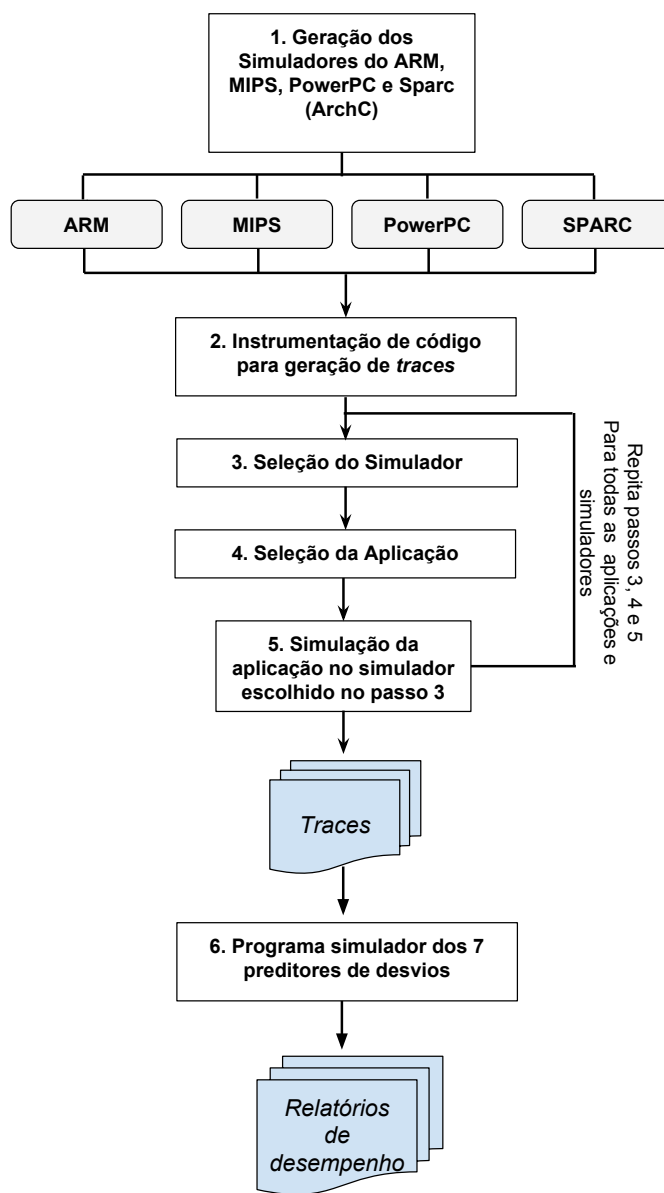 1. Geração dos
Simuladores do ARM,
MIPS, PowerPC e Sparc
(ArchC)
ARM
MIPS
PowerPC
SPARC
2. Instrumentação de código
para geração de traces
3. Seleção do Simulador
4. Seleção da Aplicação
5. Simulação da
aplicação no simulador
escolhido no passo 3
Repita passos 3, 4 e 5
Para todas as aplicações e
simuladores
Traces
6. Programa simulador dos 7
preditores de desvios
Relatórios
de
desempenho